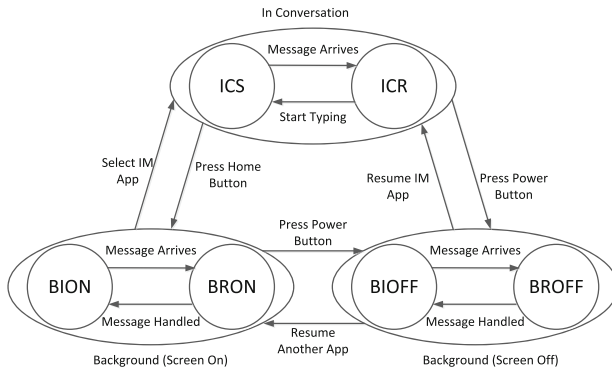 In Conversation
Message Arrives
ICS
ICR
Start Typing
Select IM
App
Press Home
Button
Resume IM
App
Press Power
Button
Press Power
Button
Message Arrives
Message Arrives
BION
BRON
BIOFF
BROFF
Message Handled
Message Handled
Resume
Another App
Background (Screen On)
Background (Screen Off)